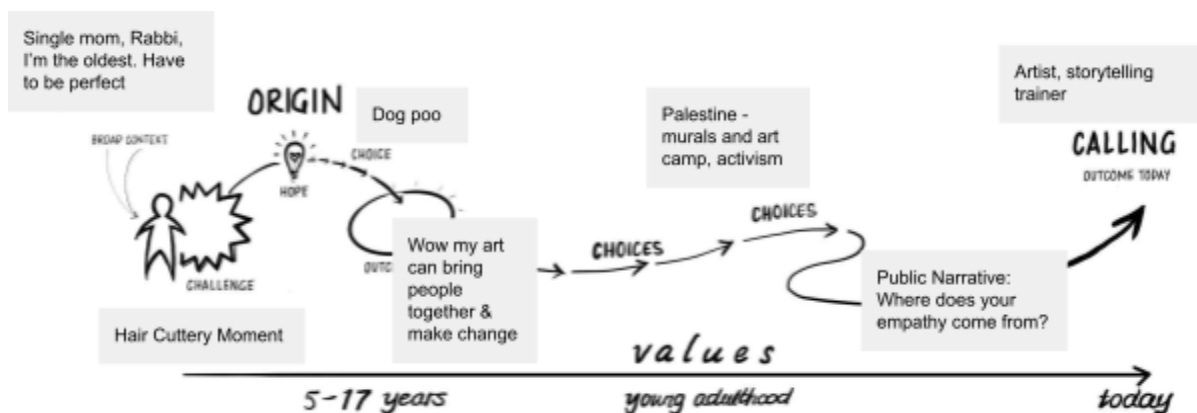 Single mom, Rabbi,
I'm the oldest. Have
to be perfect
ORIGIN
Dog poo
BROAD CONTEXT
CHOICE
HOPE
CHALLENGE
Hair Cuttery Moment
OUTC
Wow my art
can bring
people
together &
make change
CHOICES
Palestine -
murals and art
camp, activism
CHOICES
Public Narrative:
Where does your
empathy come from?
Artist, storytelling
trainer
CALLING
OUTCOME TODAY
values
5-17 years
young adulthood
today